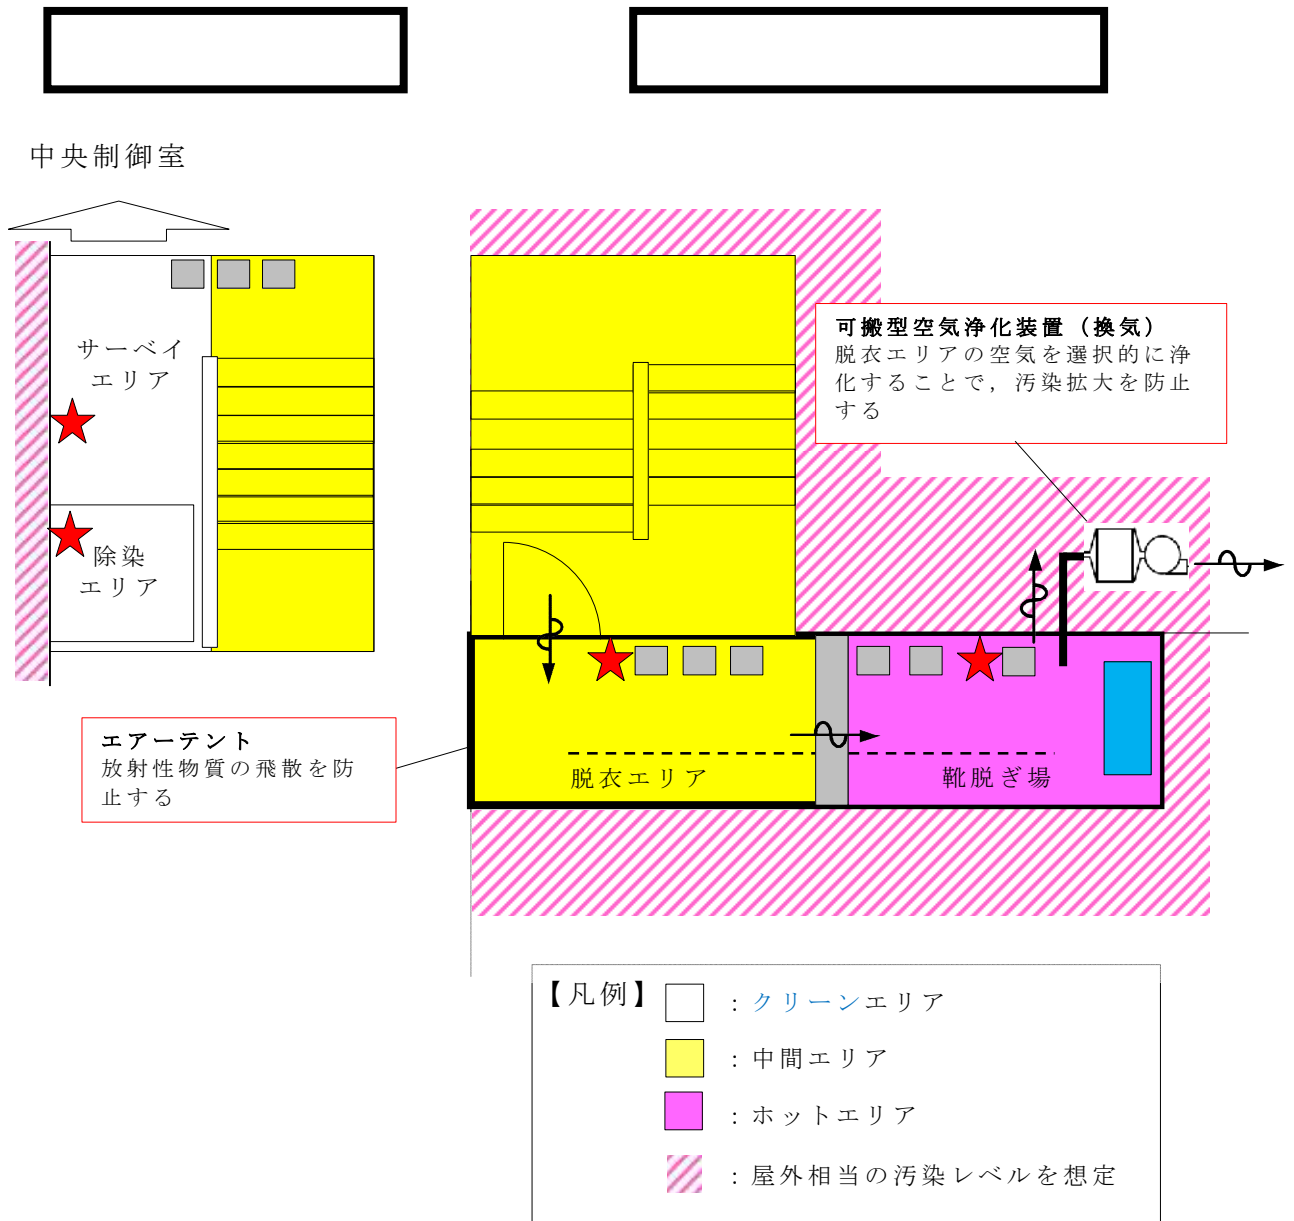 中央制御室
サーベイ
エリア
除染
エリア
可搬型空気浄化装置（換気）
脱衣エリアの空気を選択的に浄
化することで，汚染拡大を防止
する
エアーテント
放射性物質の飛散を防
止する
脱衣エリア
靴脱ぎ場
【凡例】
：クリーンエリア
：中間エリア
：ホットエリア
：屋外相当の汚染レベルを想定